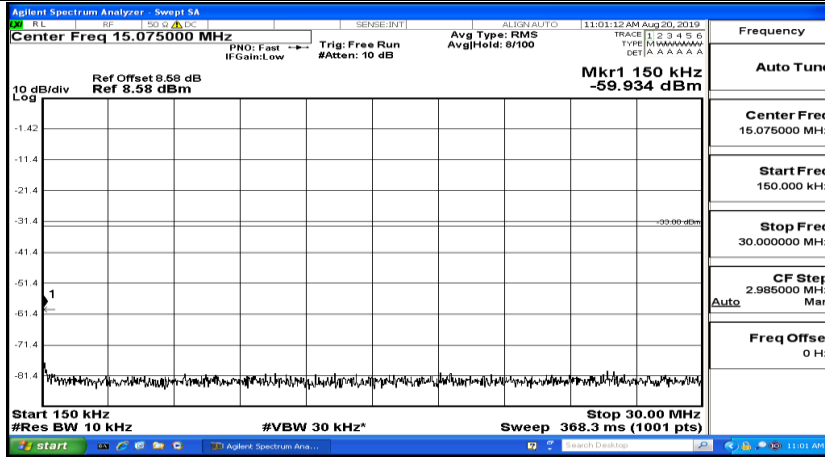 Agilent Spectrum Analyzer - Swept SA
LXI RL RF 50 Ω DC SENSE:INT ALIGN AUTO 11:01:12 AM Aug 20, 2019
Center Freq 15.075000 MHz
PNO: Fast
IFGain:Low
Trig: Free Run
#Atten: 10 dB
Avg Type: RMS
Avg|Hold: 8/100
TRACE 1 2 3 4 5 6
TYPE M WWWWW
DET A A A A A A
Ref Offset 8.58 dB
10 dB/div Ref 8.58 dBm
Log
Mkr1 150 kHz
-59.934 dBm
-1.42
-11.4
-21.4
-31.4
-33.00 dBm
-41.4
-51.4
1
-61.4
-71.4
-81.4
Start 150 kHz Stop 30.00 MHz
#Res BW 10 kHz #VBW 30 kHz* Sweep 368.3 ms (1001 pts)
Frequency
Auto Tune
Center Freq
15.075000 MHz
Start Freq
150.000 kHz
Stop Freq
30.000000 MHz
CF Step
2.985000 MHz
Auto Man
Freq Offset
0 Hz
start Agilent Spectrum Ana... Search Desktop 11:01 AM